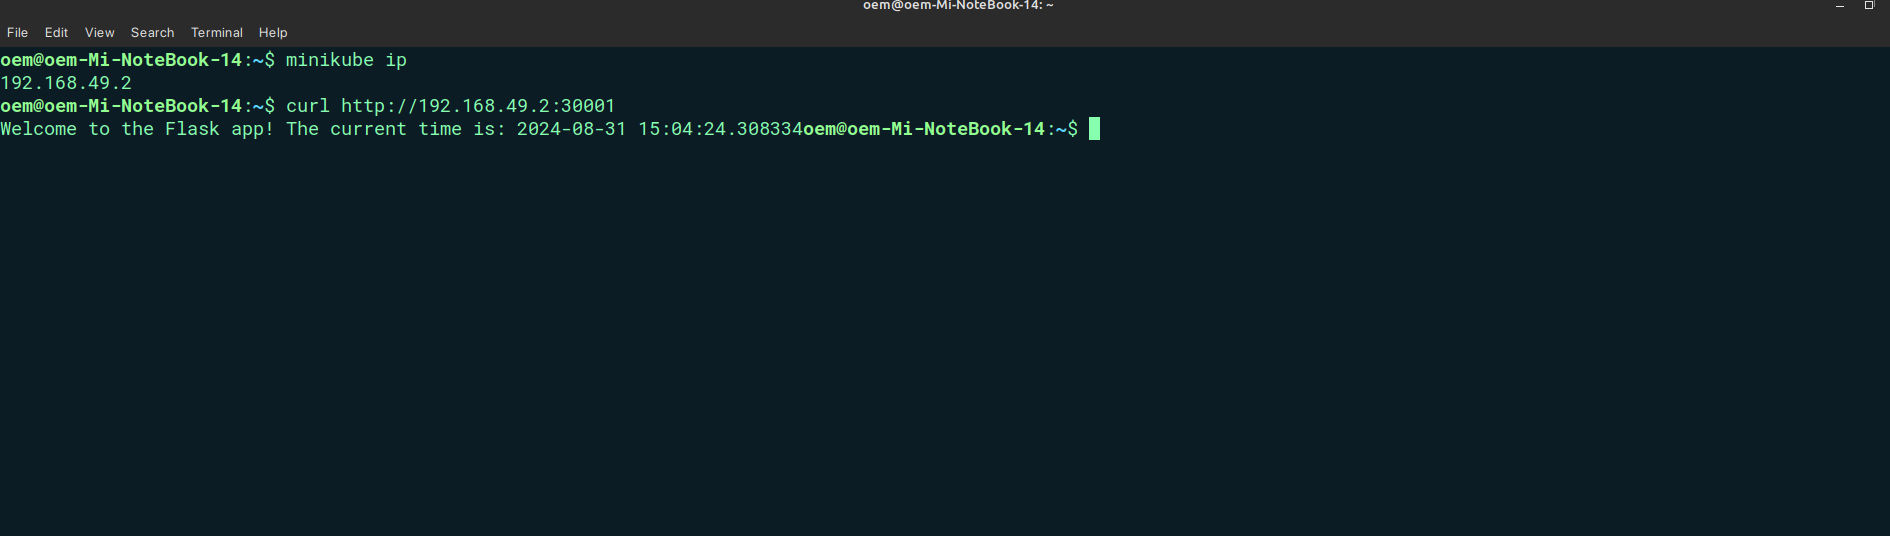 oem@oem-Mi-NoteBook-14: ~
File Edit View Search Terminal Help
oem@oem-Mi-NoteBook-14:~$ minikube ip
192.168.49.2
oem@oem-Mi-NoteBook-14:~$ curl http://192.168.49.2:30001
Welcome to the Flask app! The current time is: 2024-08-31 15:04:24.308334oem@oem-Mi-NoteBook-14:~$